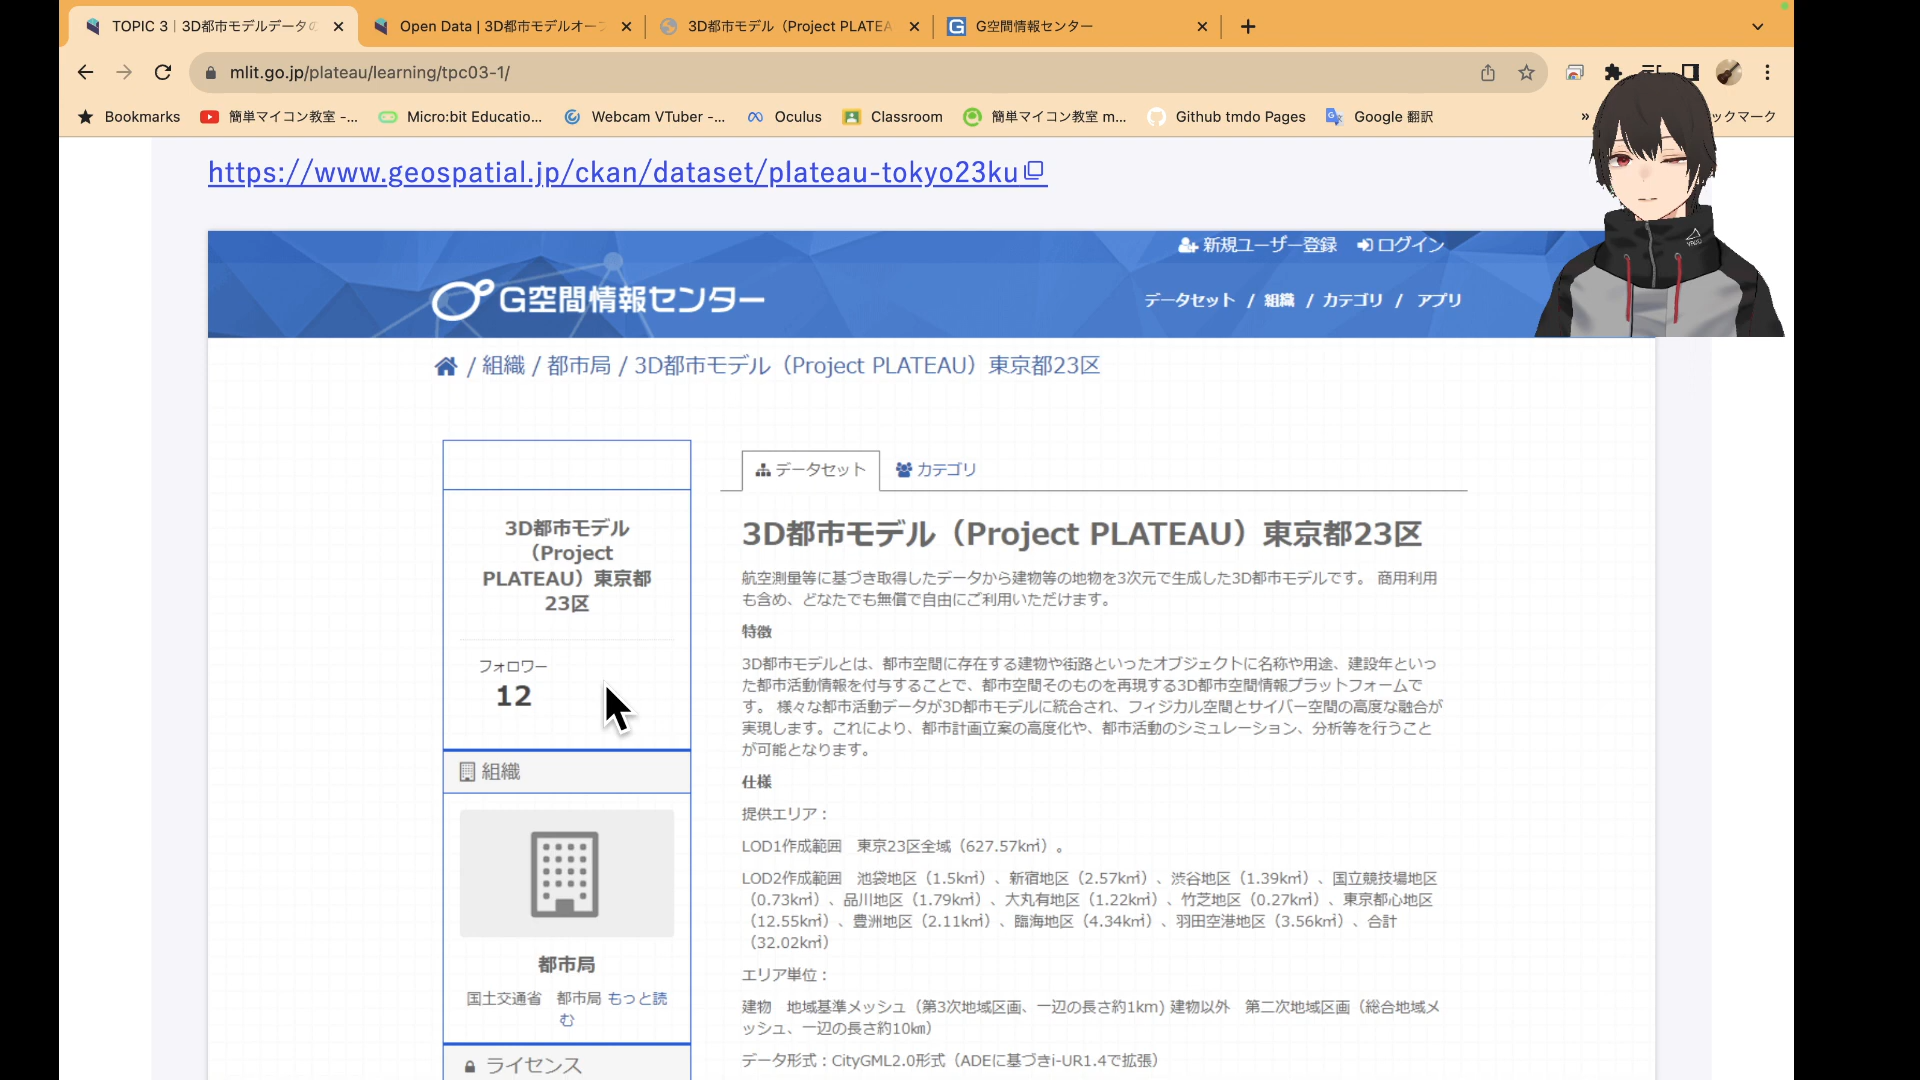 TOPIC 3 | 3D都市モデルデータの
Open Data | 3D都市モデルオー
3D都市モデル（Project PLATEA
G空間情報センター
mlit.go.jp/plateau/learning/tpc03-1/
Bookmarks
簡単マイコン教室 -...
Micro:bit Educatio...
Webcam VTuber -...
Oculus
Classroom
簡単マイコン教室 m...
Github tmdo Pages
Google 翻訳
»
ックマーク
https://www.geospatial.jp/ckan/dataset/plateau-tokyo23ku
新規ユーザー登録 ログイン
G空間情報センター
データセット / 組織 / カテゴリ / アプリ
/ 組織 / 都市局 / 3D都市モデル（Project PLATEAU）東京都23区
3D都市モデル
（Project
PLATEAU）東京都
23区
フォロワー
12
組織
都市局
国土交通省　都市局 もっと読
む
ライセンス
データセット
カテゴリ
3D都市モデル（Project PLATEAU）東京都23区
航空測量等に基づき取得したデータから建物等の地物を3次元で生成した3D都市モデルです。 商用利用
も含め、どなたでも無償で自由にご利用いただけます。
特徴
3D都市モデルとは、都市空間に存在する建物や街路といったオブジェクトに名称や用途、建設年といっ
た都市活動情報を付与することで、都市空間そのものを再現する3D都市空間情報プラットフォームで
す。 様々な都市活動データが3D都市モデルに統合され、フィジカル空間とサイバー空間の高度な融合が
実現します。これにより、都市計画立案の高度化や、都市活動のシミュレーション、分析等を行うこと
が可能となります。
仕様
提供エリア：
LOD1作成範囲　東京23区全域（627.57k㎡）。
LOD2作成範囲　池袋地区（1.5k㎡）、新宿地区（2.57k㎡）、渋谷地区（1.39k㎡）、国立競技場地区
（0.73k㎡）、品川地区（1.79k㎡）、大丸有地区（1.22k㎡）、竹芝地区（0.27k㎡）、東京都心地区
（12.55k㎡）、豊洲地区（2.11k㎡）、臨海地区（4.34k㎡）、羽田空港地区（3.56k㎡）、合計
（32.02k㎡）
エリア単位：
建物　地域基準メッシュ（第3次地域区画、一辺の長さ約1km) 建物以外　第二次地域区画（総合地域メ
ッシュ、一辺の長さ約10㎞）
データ形式：CityGML2.0形式（ADEに基づきi-UR1.4で拡張）